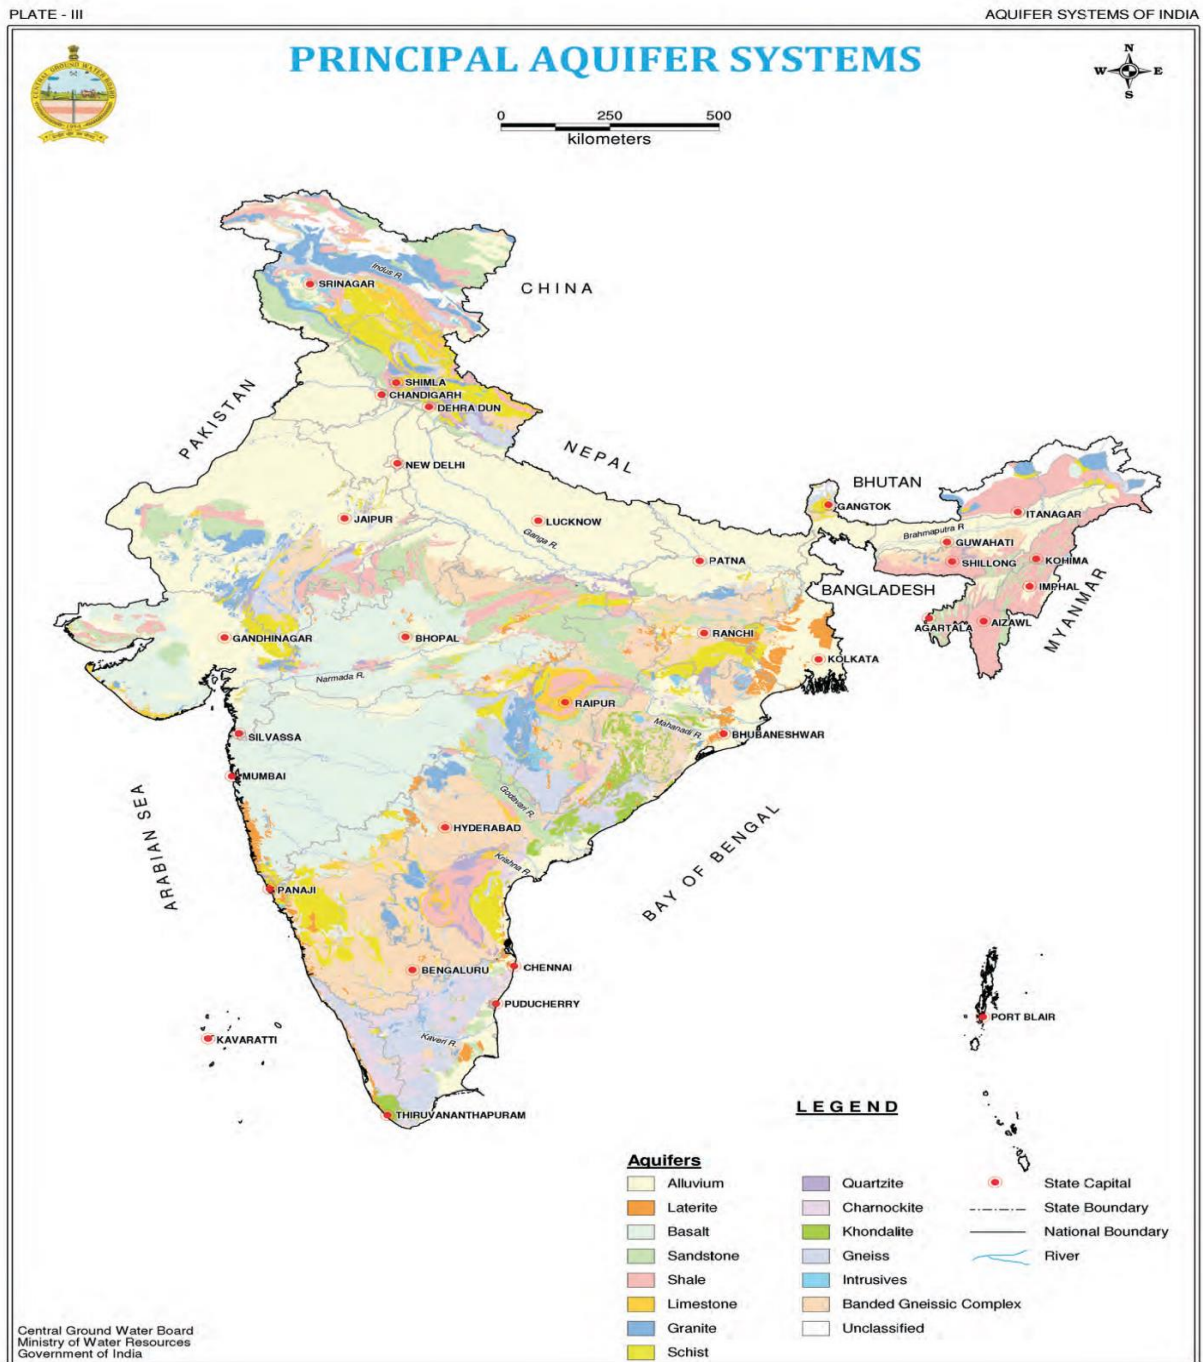 PLATE - III
AQUIFER SYSTEMS OF INDIA
PRINCIPAL AQUIFER SYSTEMS
CENTRAL GROUND WATER BOARD
N
W E
S
0 250 500
kilometers
Indus R.
SRINAGAR
CHINA
SHIMLA
CHANDIGARH
DEHRA DUN
PAKISTAN
NEPAL
NEW DELHI
BHUTAN
GANGTOK
JAIPUR
LUCKNOW
ITANAGAR
Ganga R.
Brahmaputra R
GUWAHATI
PATNA
SHILLONG
KOHIMA
BANGLADESH
IMPHAL
MYANMAR
AGARTALA
AIZAWL
GANDHINAGAR
BHOPAL
RANCHI
KOLKATA
Narmada R.
RAIPUR
Mahanadi R.
SILVASSA
BHUBANESHWAR
MUMBAI
ARABIAN SEA
Godavari R.
HYDERABAD
BAY OF BENGAL
Krishna R.
PANAJI
BENGALURU
CHENNAI
PUDUCHERRY
PORT BLAIR
KAVARATTI
Kaveri R.
THIRUVANANTHAPURAM
LEGEND
Aquifers
Alluvium
Laterite
Basalt
Sandstone
Shale
Limestone
Granite
Schist
Quartzite
Charnockite
Khondalite
Gneiss
Intrusives
Banded Gneissic Complex
Unclassified
State Capital
State Boundary
National Boundary
River
Central Ground Water Board
Ministry of Water Resources
Government of India